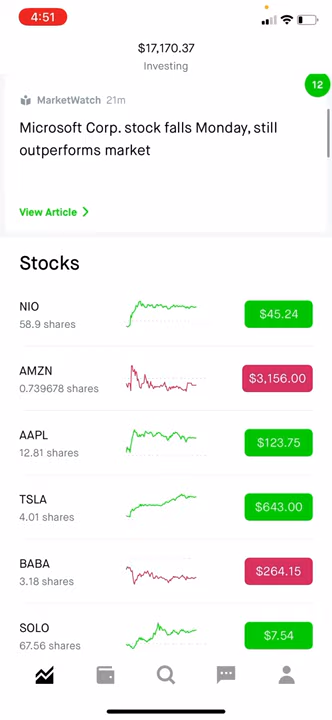 4:51
$17,170.37
Investing
12
MarketWatch 21m
Microsoft Corp. stock falls Monday, still
outperforms market
View Article
Stocks
NIO
58.9 shares
$45.24
AMZN
0.739678 shares
$3,156.00
AAPL
12.81 shares
$123.75
TSLA
4.01 shares
$643.00
BABA
3.18 shares
$264.15
SOLO
67.56 shares
$7.54